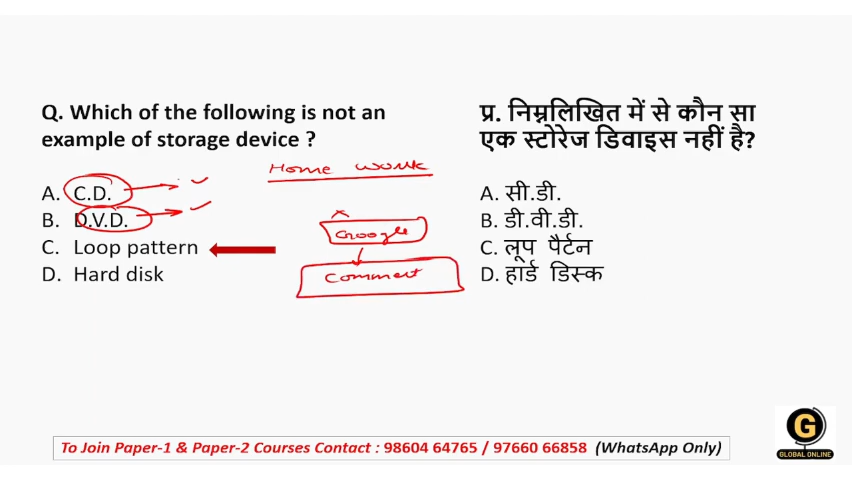 Q. Which of the following is not an
example of storage device ?
Home work
A. C.D.
B. D.V.D.
C. Loop pattern
D. Hard disk
Google
Comment
प्र. निम्नलिखित में से कौन सा
एक स्टोरेज डिवाइस नहीं है?
A. सी.डी.
B. डी.वी.डी.
C. लूप पैर्टन
D. हार्ड डिस्क
To Join Paper-1 & Paper-2 Courses Contact : 98604 64765 / 97660 66858 (WhatsApp Only)
G
GLOBAL ONLINE